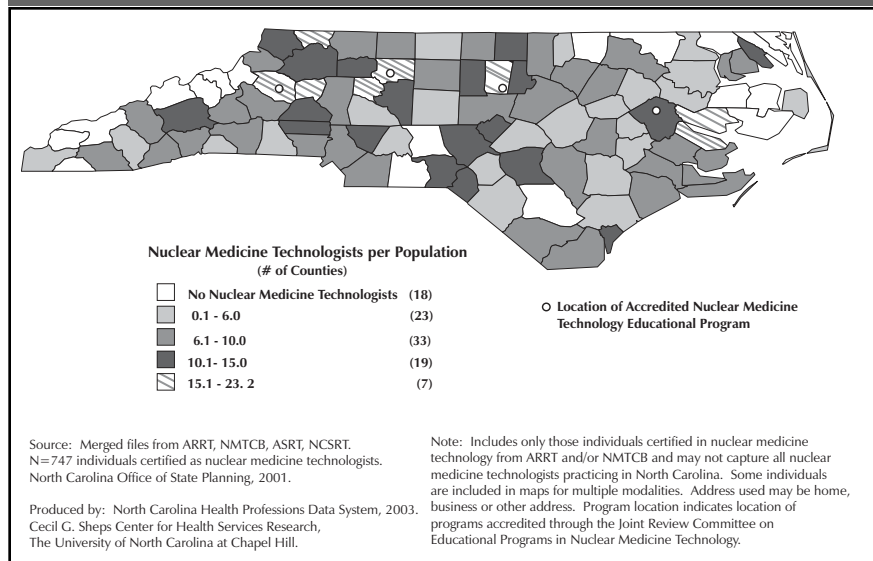 Nuclear Medicine Technologists per Population
(# of Counties)
No Nuclear Medicine Technologists (18)
0.1 - 6.0 (23)
6.1 - 10.0 (33)
10.1- 15.0 (19)
15.1 - 23. 2 (7)
Location of Accredited Nuclear Medicine
Technology Educational Program
Source: Merged files from ARRT, NMTCB, ASRT, NCSRT.
N=747 individuals certified as nuclear medicine technologists.
North Carolina Office of State Planning, 2001.
Produced by: North Carolina Health Professions Data System, 2003.
Cecil G. Sheps Center for Health Services Research,
The University of North Carolina at Chapel Hill.
Note: Includes only those individuals certified in nuclear medicine
technology from ARRT and/or NMTCB and may not capture all nuclear
medicine technologists practicing in North Carolina. Some individuals
are included in maps for multiple modalities. Address used may be home,
business or other address. Program location indicates location of
programs accredited through the Joint Review Committee on
Educational Programs in Nuclear Medicine Technology.